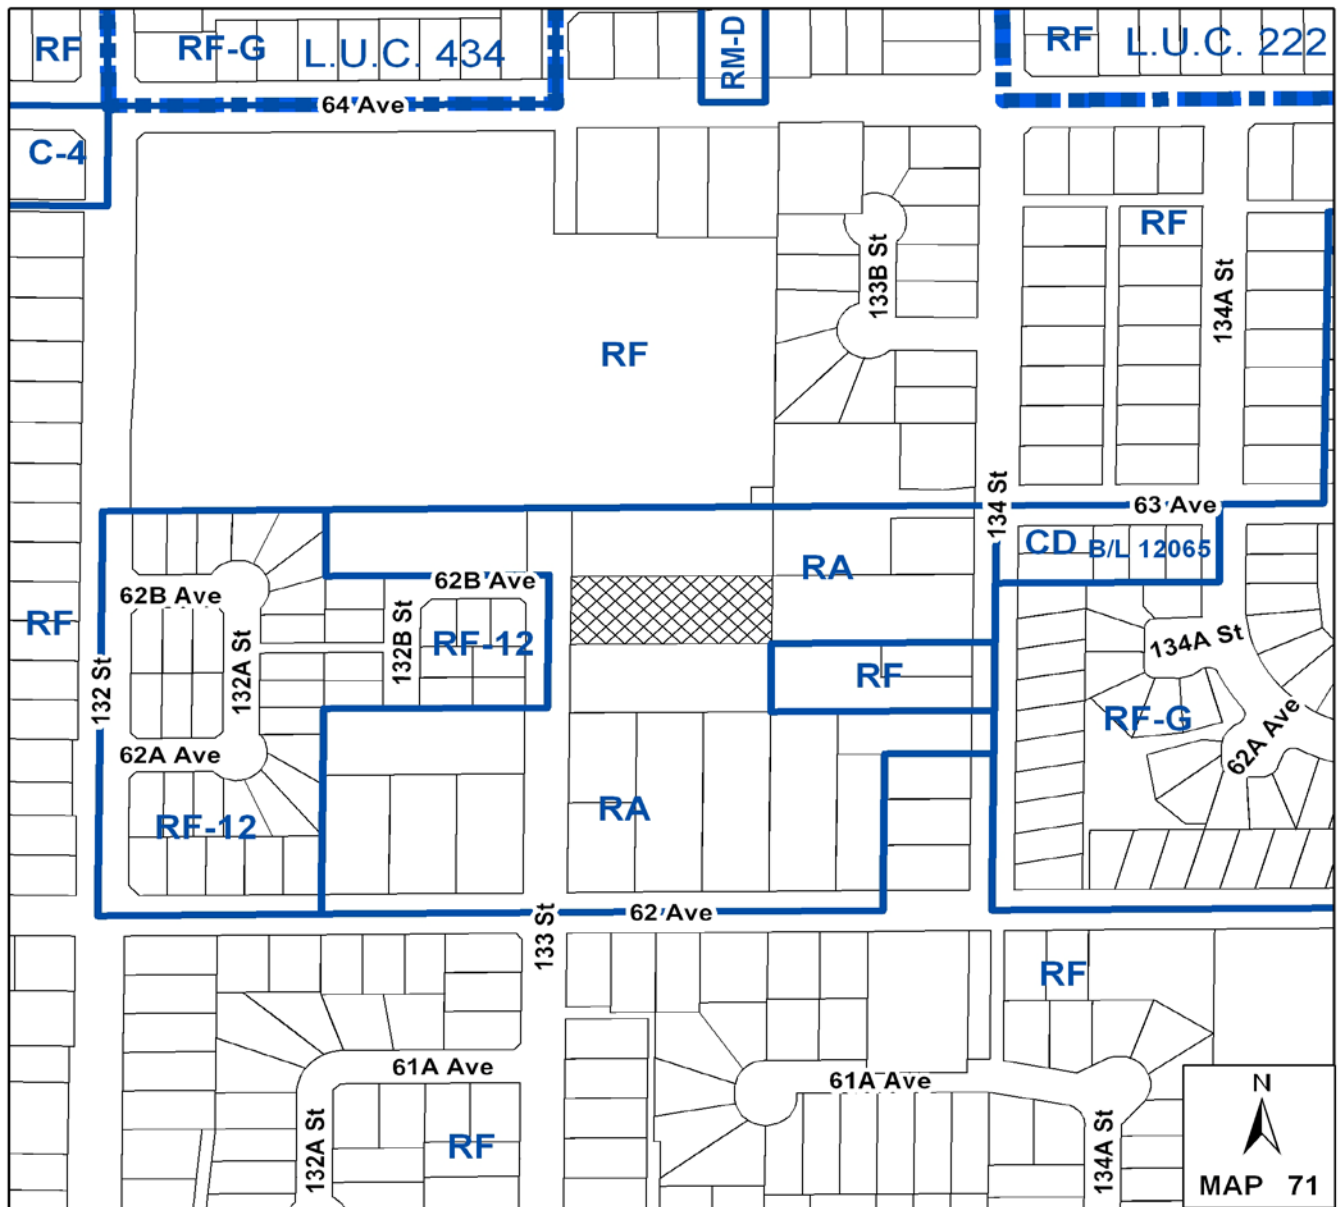 RF
RF-G
L.U.C. 434
RM-D
RF
L.U.C. 222
64 Ave
C-4
RF
133B St
134A St
RF
134 St
63 Ave
CD B/L 12065
RA
62B Ave
62B Ave
RF
132B St
RF-12
132A St
134A St
132 St
RF
RF-G
62A Ave
62A Ave
RF-12
RA
62 Ave
133 St
RF
61A Ave
61A Ave
132A St
RF
134A St
N
MAP 71